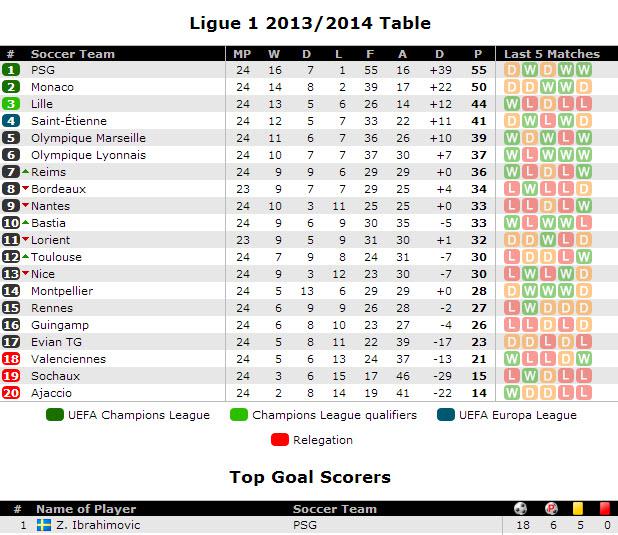 Ligue 1 2013/2014 Table
# Soccer Team MP W D L F A D P Last 5 Matches
1 PSG 24 16 7 1 55 16 +39 55 D W D W W
2 Monaco 24 14 8 2 39 17 +22 50 D D W W D
3 Lille 24 13 5 6 26 14 +12 44 W L D L L
4 Saint-Étienne 24 12 5 7 33 22 +11 41 D W L W D
5 Olympique Marseille 24 11 6 7 36 26 +10 39 W D W L W
6 Olympique Lyonnais 24 10 7 7 37 30 +7 37 W L W W W
7 Reims 24 9 9 6 29 29 +0 36 W L D L W
8 Bordeaux 23 9 7 7 29 25 +4 34 L W L L D
9 Nantes 24 10 3 11 25 25 +0 33 L L D L W
10 Bastia 24 9 6 9 30 35 -5 33 W L W W L
11 Lorient 23 9 5 9 31 30 +1 32 D D W L D
12 Toulouse 24 7 9 8 24 31 -7 30 L D D L W
13 Nice 24 9 3 12 23 30 -7 30 L W L W L
14 Montpellier 24 5 13 6 29 29 +0 28 D W W W D
15 Rennes 24 6 9 9 26 28 -2 27 L W D D D
16 Guingamp 24 6 8 10 23 27 -4 26 L L D L D
17 Evian TG 24 5 8 11 22 39 -17 23 D D L D L
18 Valenciennes 24 5 6 13 24 37 -13 21 W D W L L
19 Sochaux 24 3 6 15 17 46 -29 15 L W D L L
20 Ajaccio 24 2 8 14 19 41 -22 14 W D D L L
UEFA Champions League Champions League qualifiers UEFA Europa League
Relegation
Top Goal Scorers
# Name of Player Soccer Team P
1 Z. Ibrahimovic PSG 18 6 5 0